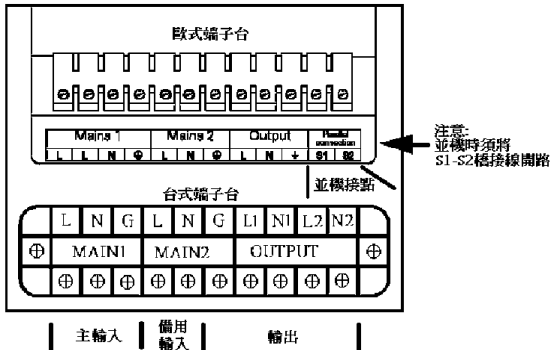 歐式端子台
Mains 1 Mains 2 Output Parallel connection
L L N L N L N S1 S2
注意:
並機時須將
S1-S2橋接線開路
並機接點
台式端子台
L N G L N G L1 N1 L2 N2
MAIN1 MAIN2 OUTPUT
主輸入 備用輸入 輸出